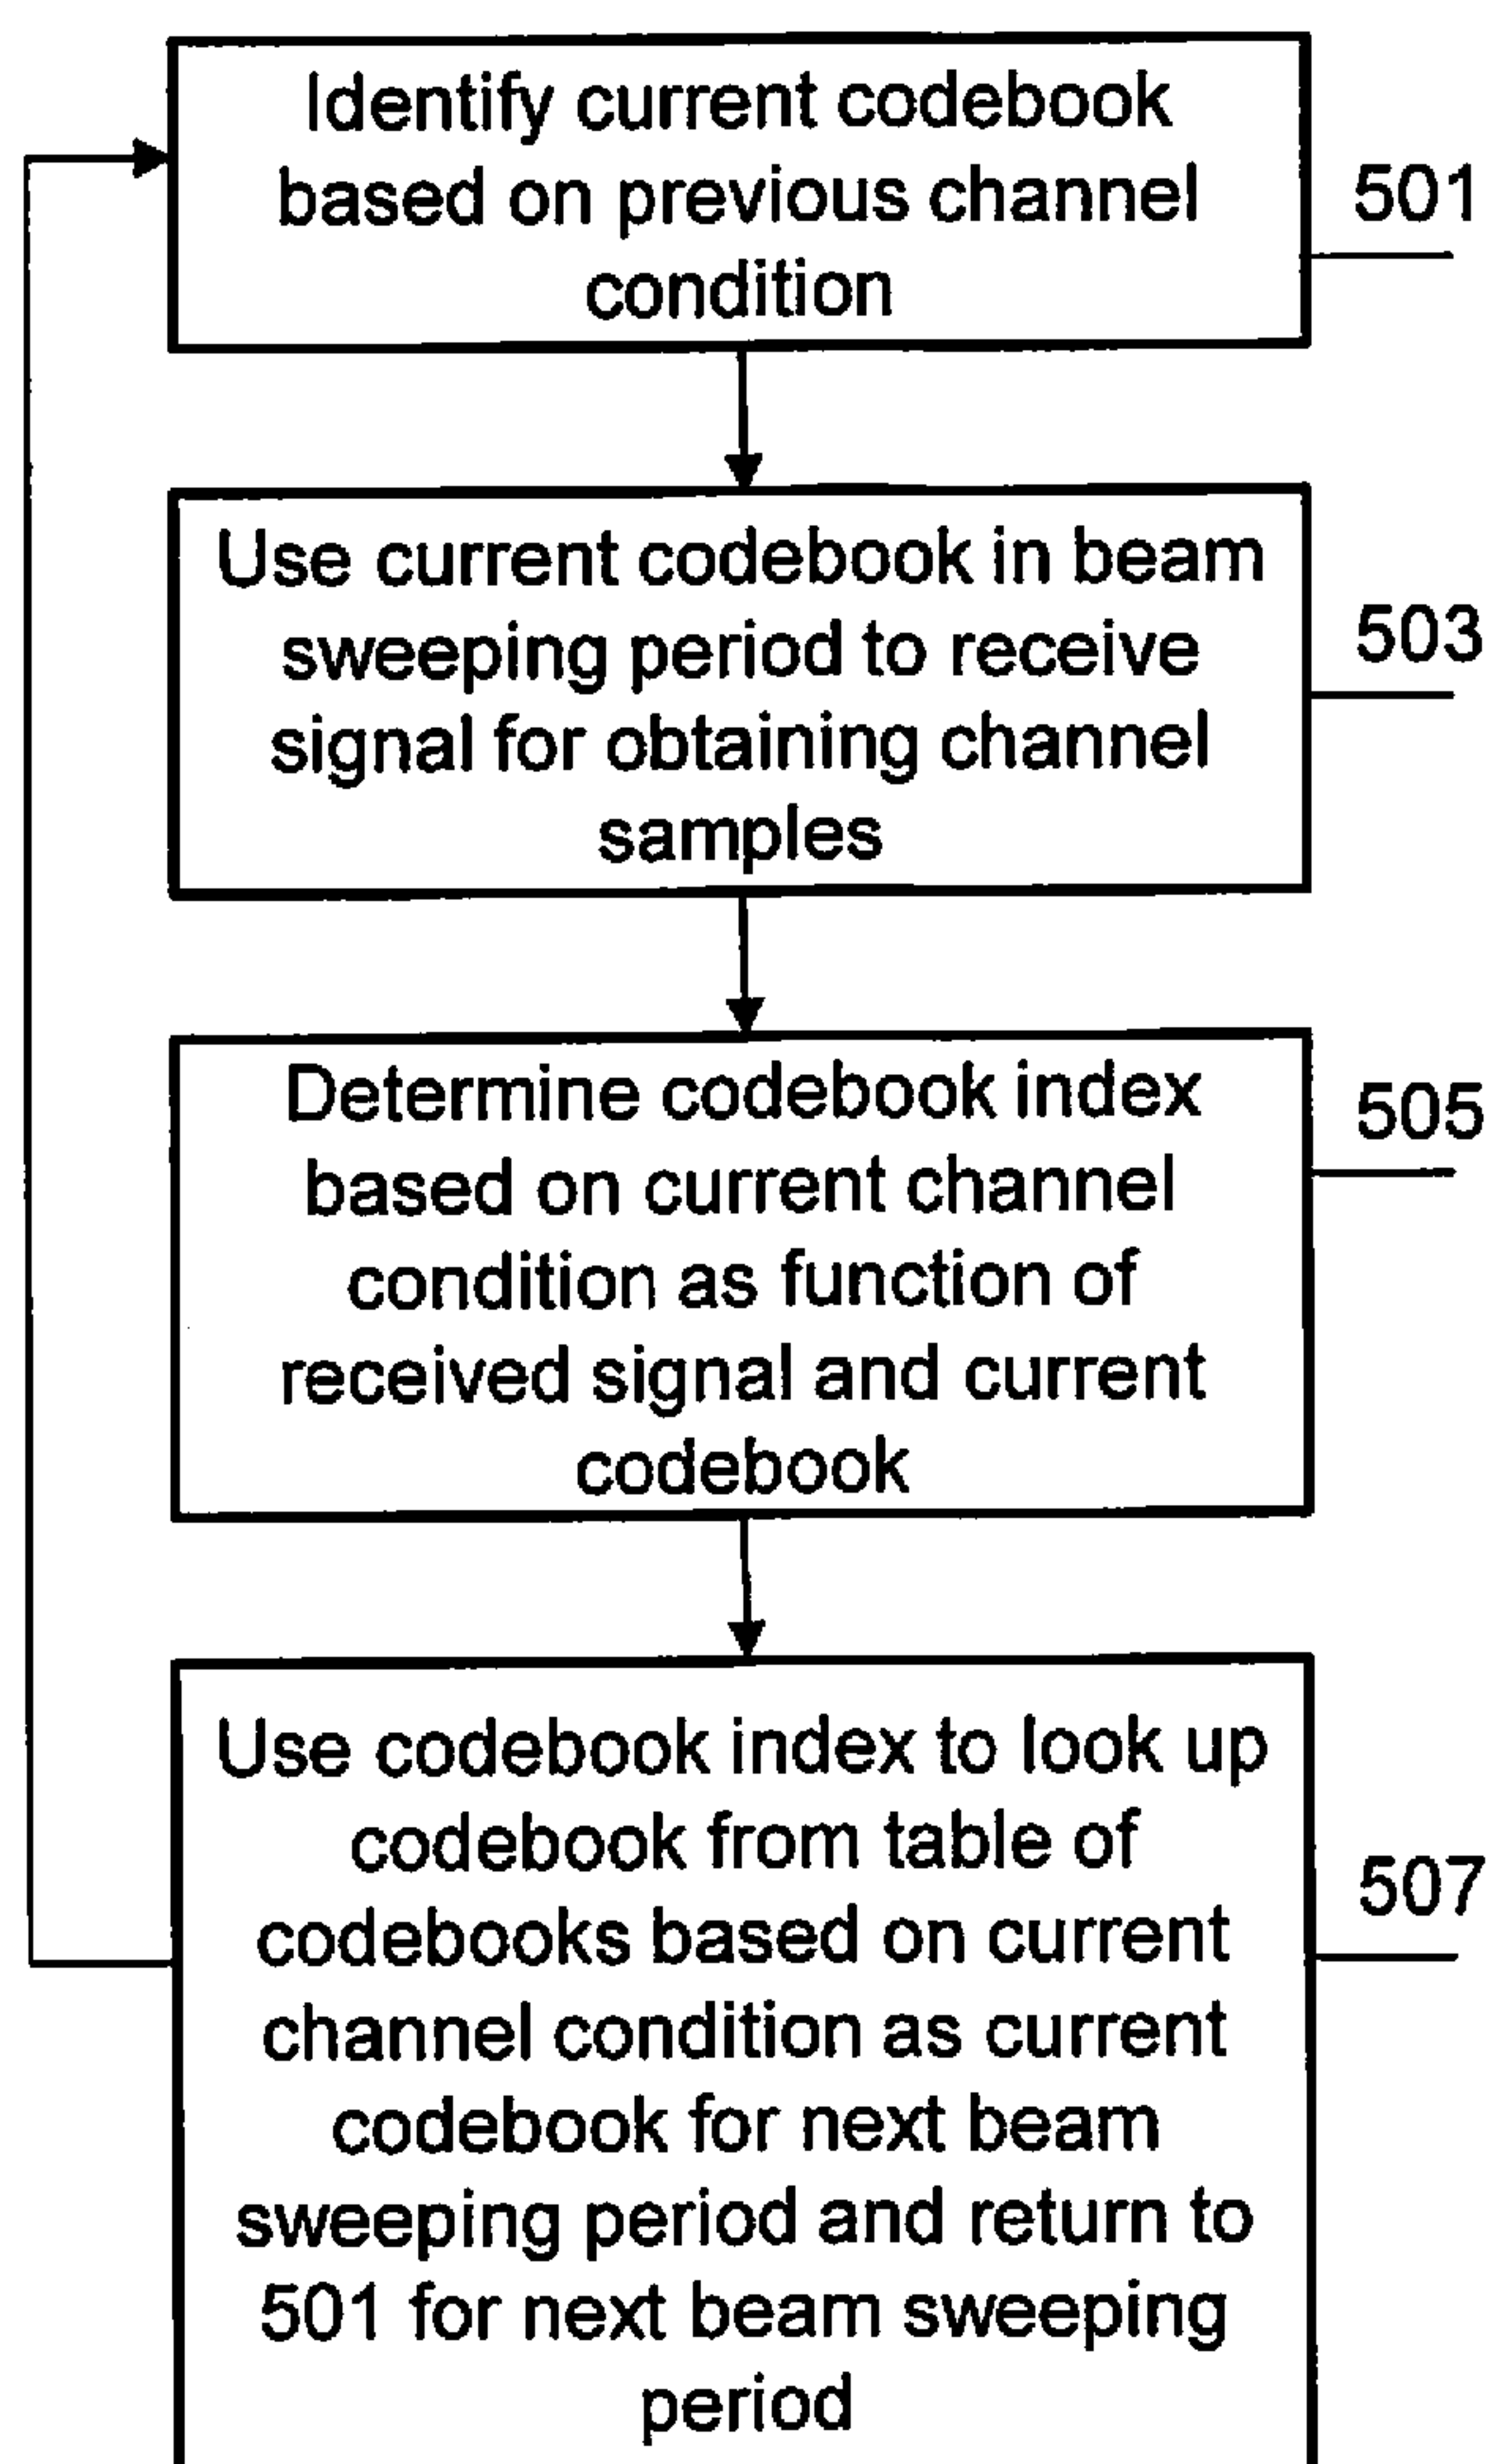 Identify current codebook
based on previous channel
condition
501
Use current codebook in beam
sweeping period to receive
signal for obtaining channel
samples
503
Determine codebook index
based on current channel
condition as function of
received signal and current
codebook
505
Use codebook index to look up
codebook from table of
codebooks based on current
channel condition as current
codebook for next beam
sweeping period and return to
501 for next beam sweeping
period
507